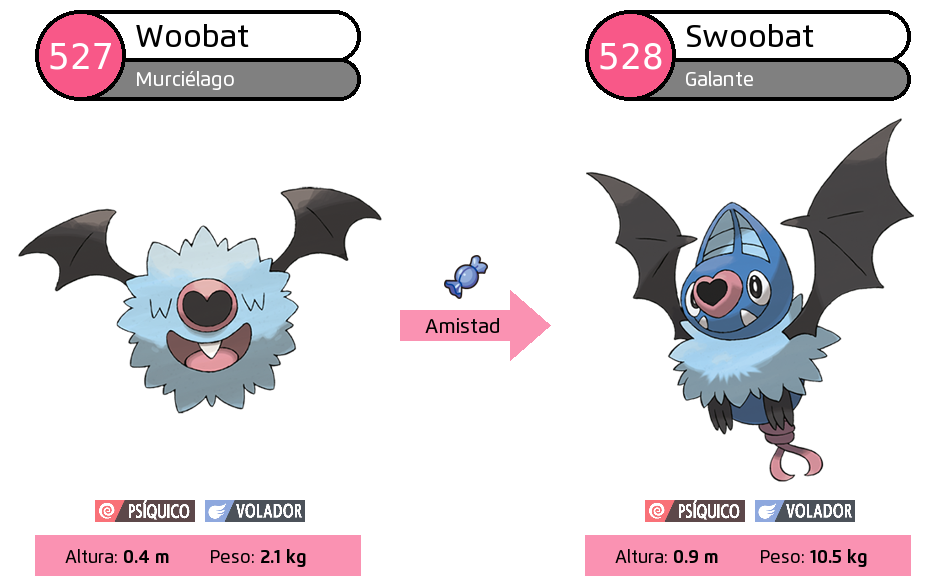 527
Woobat
Murciélago
528
Swoobat
Galante
Amistad
PSÍQUICO VOLADOR
PSÍQUICO VOLADOR
Altura: 0.4 m Peso: 2.1 kg
Altura: 0.9 m Peso: 10.5 kg